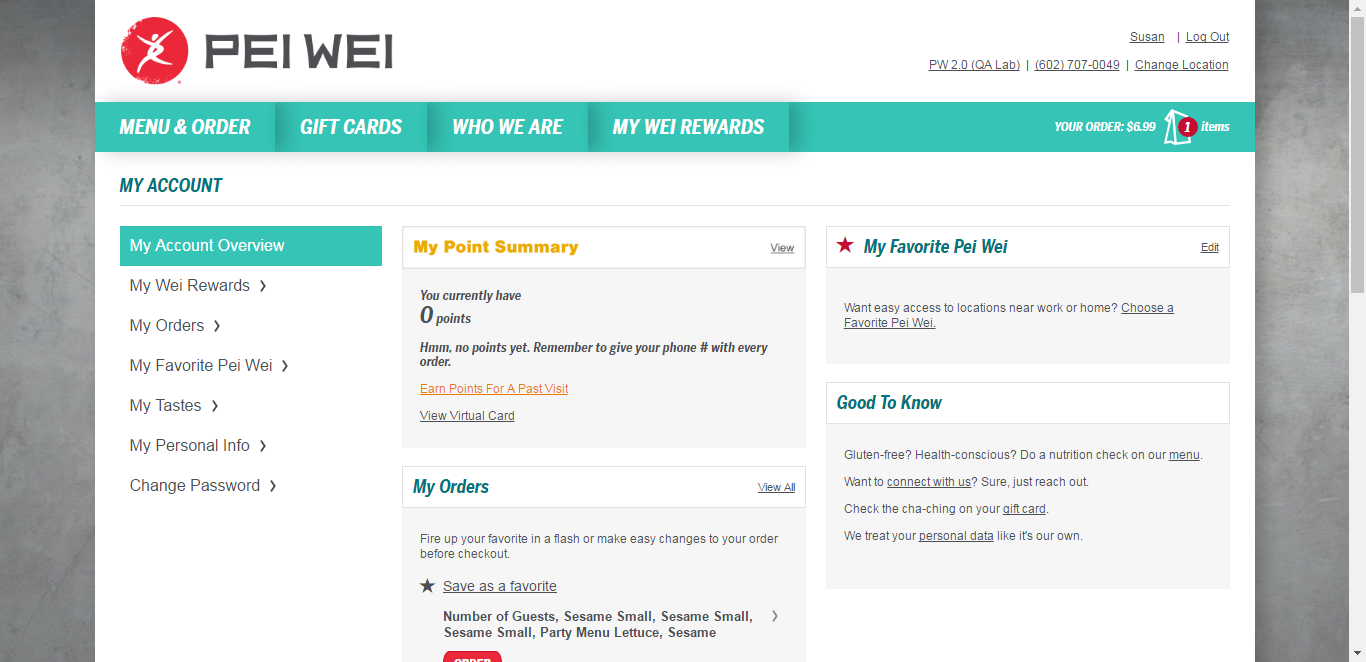 PEI WEI
Susan | Log Out
PW 2.0 (QA Lab) | (602) 707-0049 | Change Location
MENU & ORDER GIFT CARDS WHO WE ARE MY WEI REWARDS YOUR ORDER: $6.99 1 items
MY ACCOUNT
My Account Overview
My Wei Rewards
My Orders
My Favorite Pei Wei
My Tastes
My Personal Info
Change Password
My Point Summary View
You currently have
0 points
Hmm, no points yet. Remember to give your phone # with every
order.
Earn Points For A Past Visit
View Virtual Card
My Orders View All
Fire up your favorite in a flash or make easy changes to your order
before checkout.
Save as a favorite
Number of Guests, Sesame Small, Sesame Small,
Sesame Small, Party Menu Lettuce, Sesame
ORDER
My Favorite Pei Wei Edit
Want easy access to locations near work or home? Choose a
Favorite Pei Wei.
Good To Know
Gluten-free? Health-conscious? Do a nutrition check on our menu.
Want to connect with us? Sure, just reach out.
Check the cha-ching on your gift card.
We treat your personal data like it's our own.